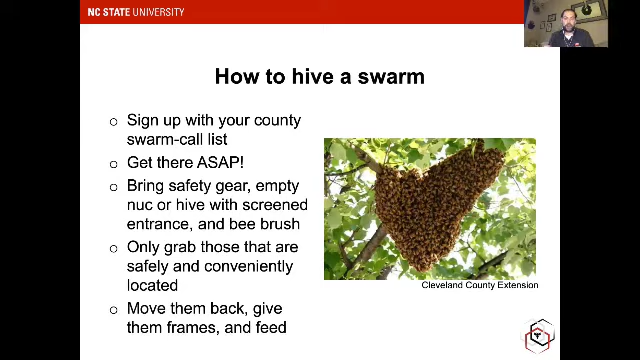 NC STATE UNIVERSITY
How to hive a swarm
Sign up with your county
swarm-call list
Get there ASAP!
Bring safety gear, empty
nuc or hive with screened
entrance, and bee brush
Only grab those that are
safely and conveniently
located
Move them back, give
them frames, and feed
Cleveland County Extension